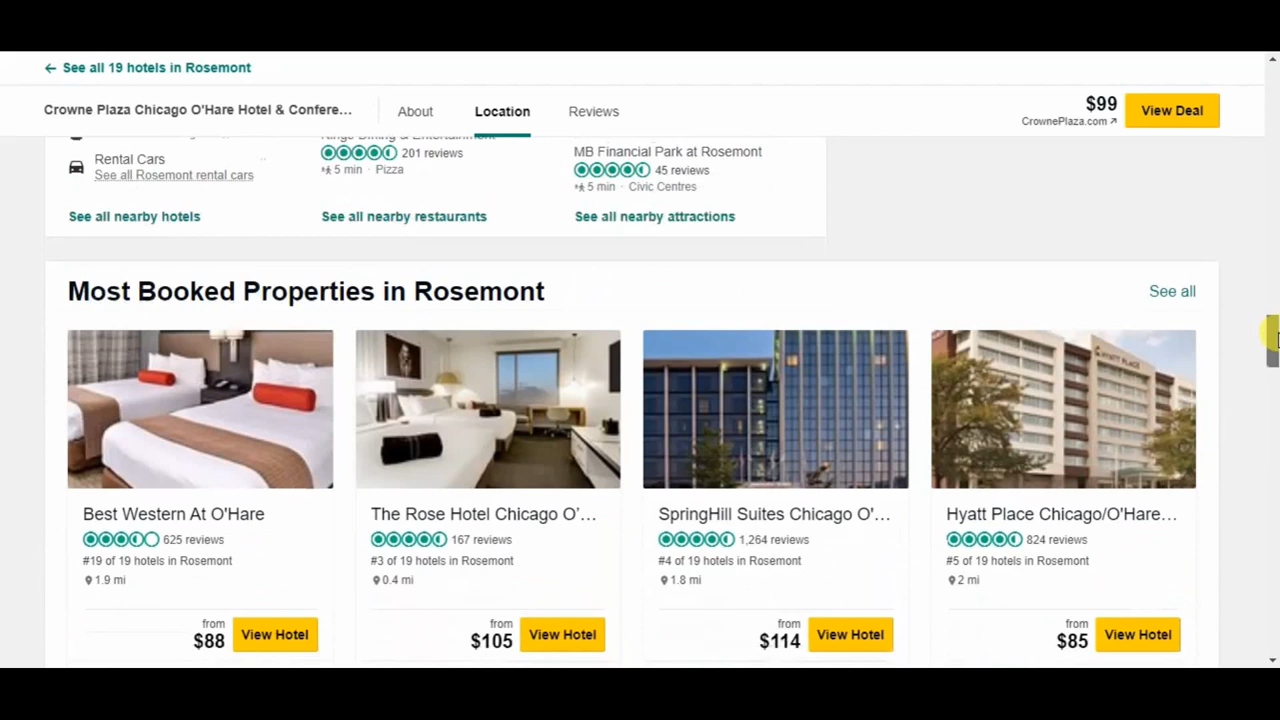 See all 19 hotels in Rosemont
Crowne Plaza Chicago O'Hare Hotel & Confere...
About
Location
Reviews
$99
CrownePlaza.com
View Deal
Rental Cars
See all Rosemont rental cars
Kings Dining & Entertainment
201 reviews
5 min · Pizza
MB Financial Park at Rosemont
45 reviews
5 min · Civic Centres
See all nearby hotels
See all nearby restaurants
See all nearby attractions
Most Booked Properties in Rosemont
See all
HYATT PLACE
Best Western At O'Hare
625 reviews
#19 of 19 hotels in Rosemont
1.9 mi
from
$88
View Hotel
The Rose Hotel Chicago O'...
167 reviews
#3 of 19 hotels in Rosemont
0.4 mi
from
$105
View Hotel
SpringHill Suites Chicago O'...
1,264 reviews
#4 of 19 hotels in Rosemont
1.8 mi
from
$114
View Hotel
Hyatt Place Chicago/O'Hare...
824 reviews
#5 of 19 hotels in Rosemont
2 mi
from
$85
View Hotel